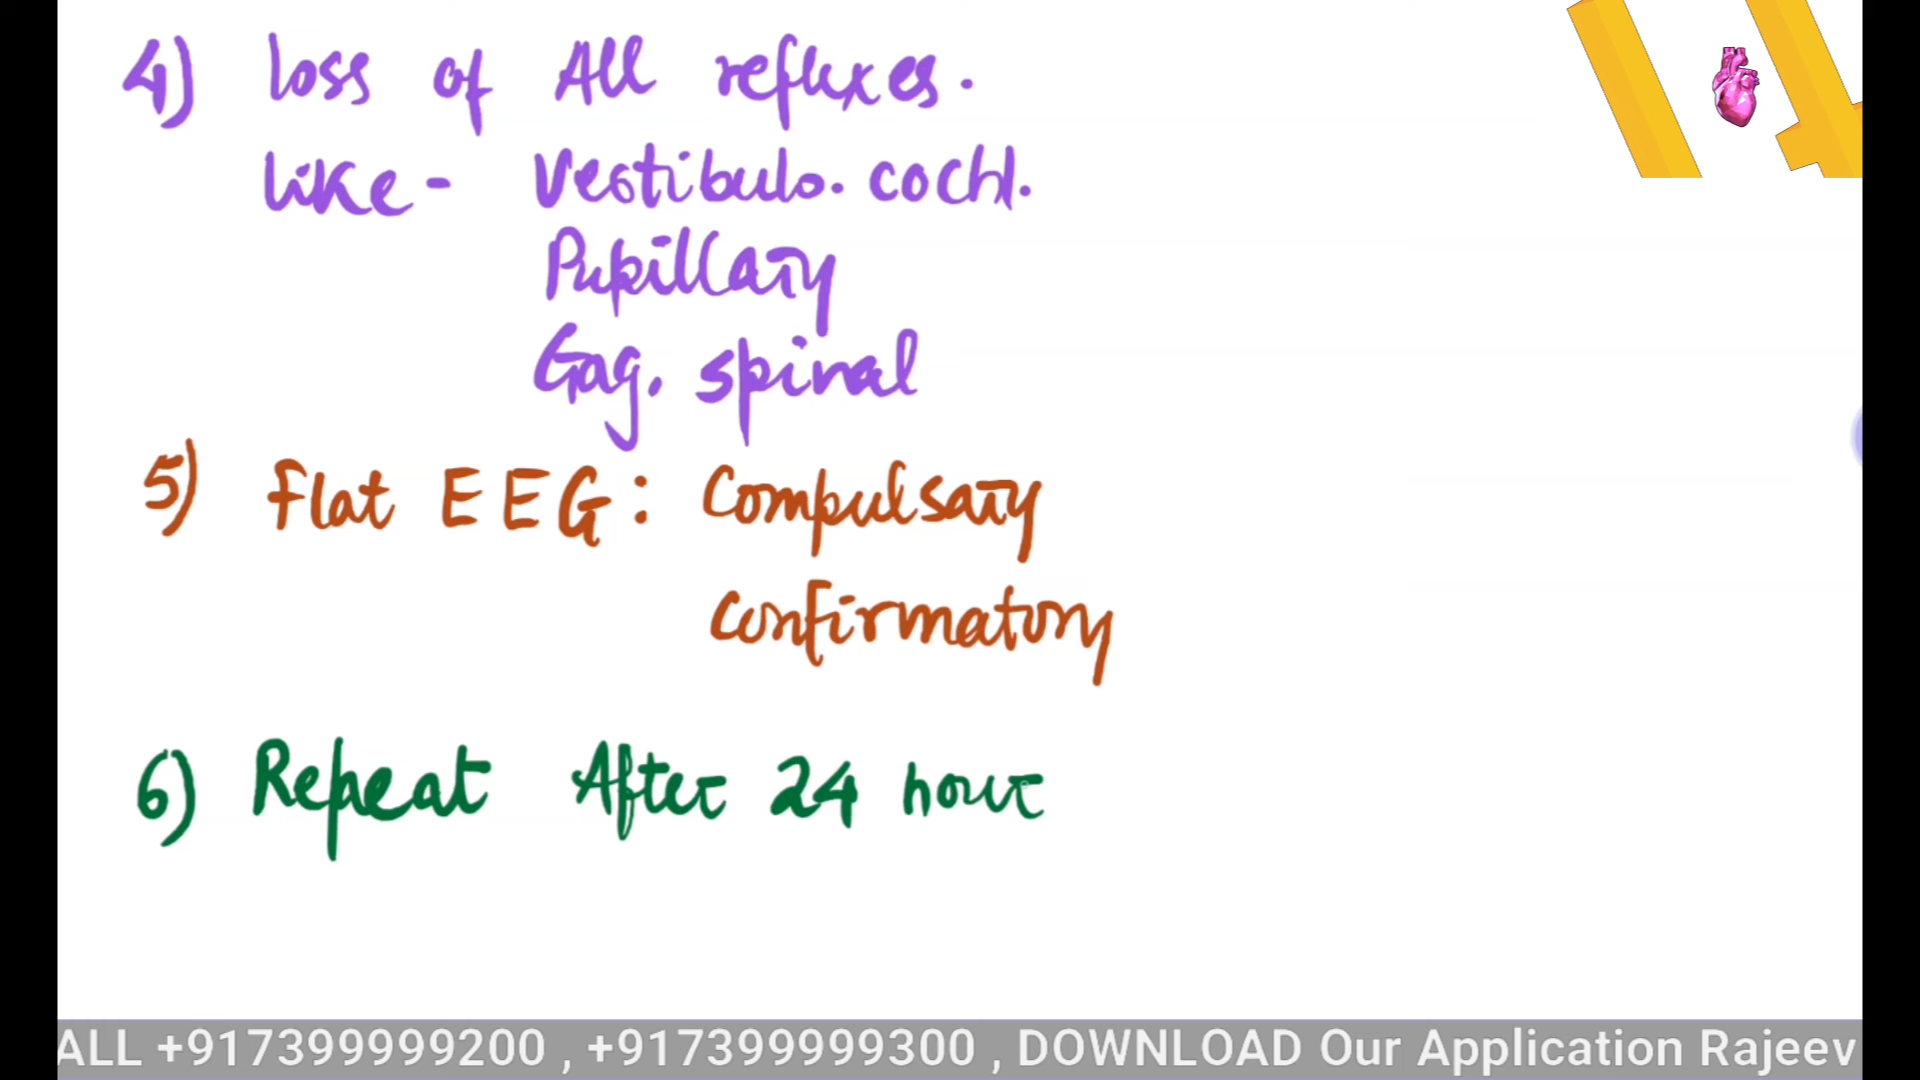 4) loss of All refluxes.
like - Vestibulo. cochl.
Pupillary
Gag. spinal
5) flat EEG: Compulsary
Confirmatory
6) Repeat After 24 hour
ALL +917399999200 , +917399999300 , DOWNLOAD Our Application Rajeev